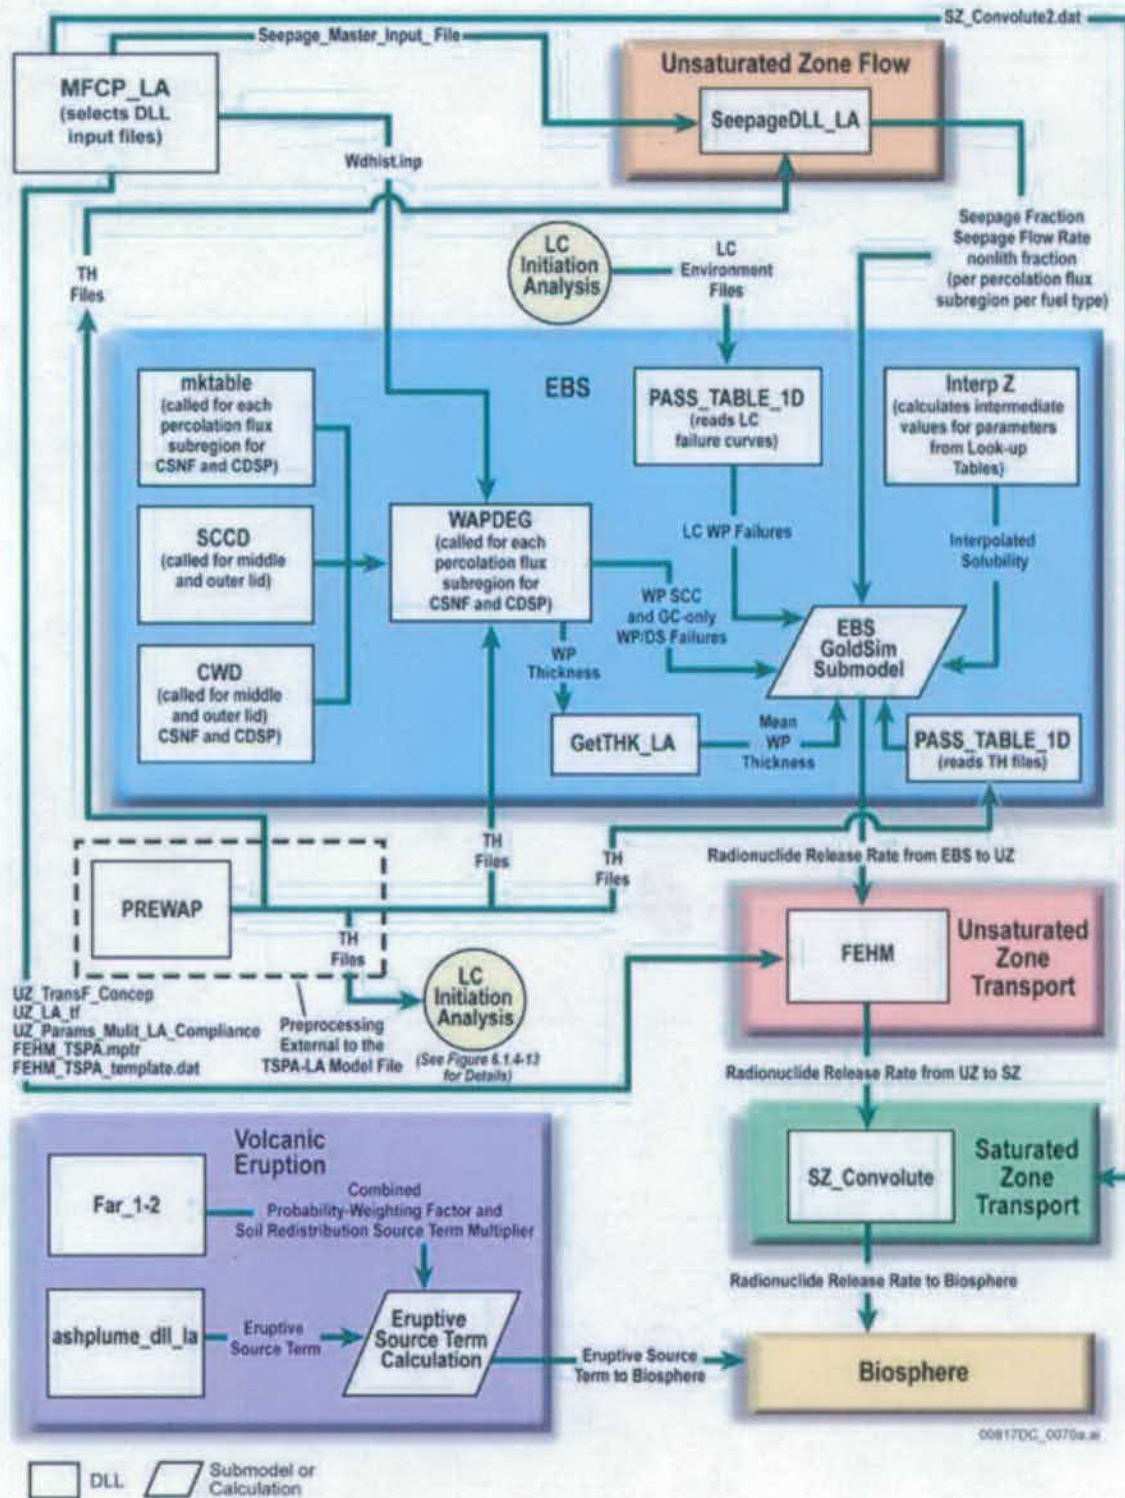 SZ_Convolute2.dat
Seepage_Master_Input_ File
MFCP_LA
(selects DLL
input files)
Unsaturated Zone Flow
SeepageDLL_LA
Wdhist.inp
TH
Files
LC
Initiation
Analysis
LC
Environment
Files
Seepage Fraction
Seepage Flow Rate
nonlith fraction
(per percolation flux
subregion per fuel type)
EBS
mktable
(called for each
percolation flux
subregion for
CSNF and CDSP)
PASS_TABLE_1D
(reads LC
failure curves)
Interp Z
(calculates intermediate
values for parameters
from Look-up
Tables)
SCCD
(called for middle
and outer lid)
WAPDEG
(called for each
percolation flux
subregion for
CSNF and CDSP)
LC WP Failures
Interpolated
Solubility
WP SCC
and GC-only
WP/DS Failures
EBS
GoldSim
Submodel
CWD
(called for middle
and outer lid)
CSNF and CDSP)
WP
Thickness
GetTHK_LA
Mean
WP
Thickness
PASS_TABLE_1D
(reads TH files)
TH
Files
TH
Files
Radionuclide Release Rate from EBS to UZ
PREWAP
TH
Files
LC
Initiation
Analysis
(See Figure 6.1.4-13
for Details)
Preprocessing
External to the
TSPA-LA Model File
FEHM
Unsaturated
Zone
Transport
UZ_TransF_Concep
UZ_LA_tf
UZ_Params_Mulit_LA_Compliance
FEHM_TSPA.mptr
FEHM_TSPA_template.dat
Radionuclide Release Rate from UZ to SZ
Volcanic
Eruption
Far_1-2
Combined
Probability-Weighting Factor and
Soil Redistribution Source Term Multiplier
SZ_Convolute
Saturated
Zone
Transport
Radionuclide Release Rate to Biosphere
ashplume_dll_la
Eruptive
Source Term
Eruptive
Source Term
Calculation
Eruptive Source
Term to Biosphere
Biosphere
00817DC_0070a.ai
DLL
Submodel or
Calculation